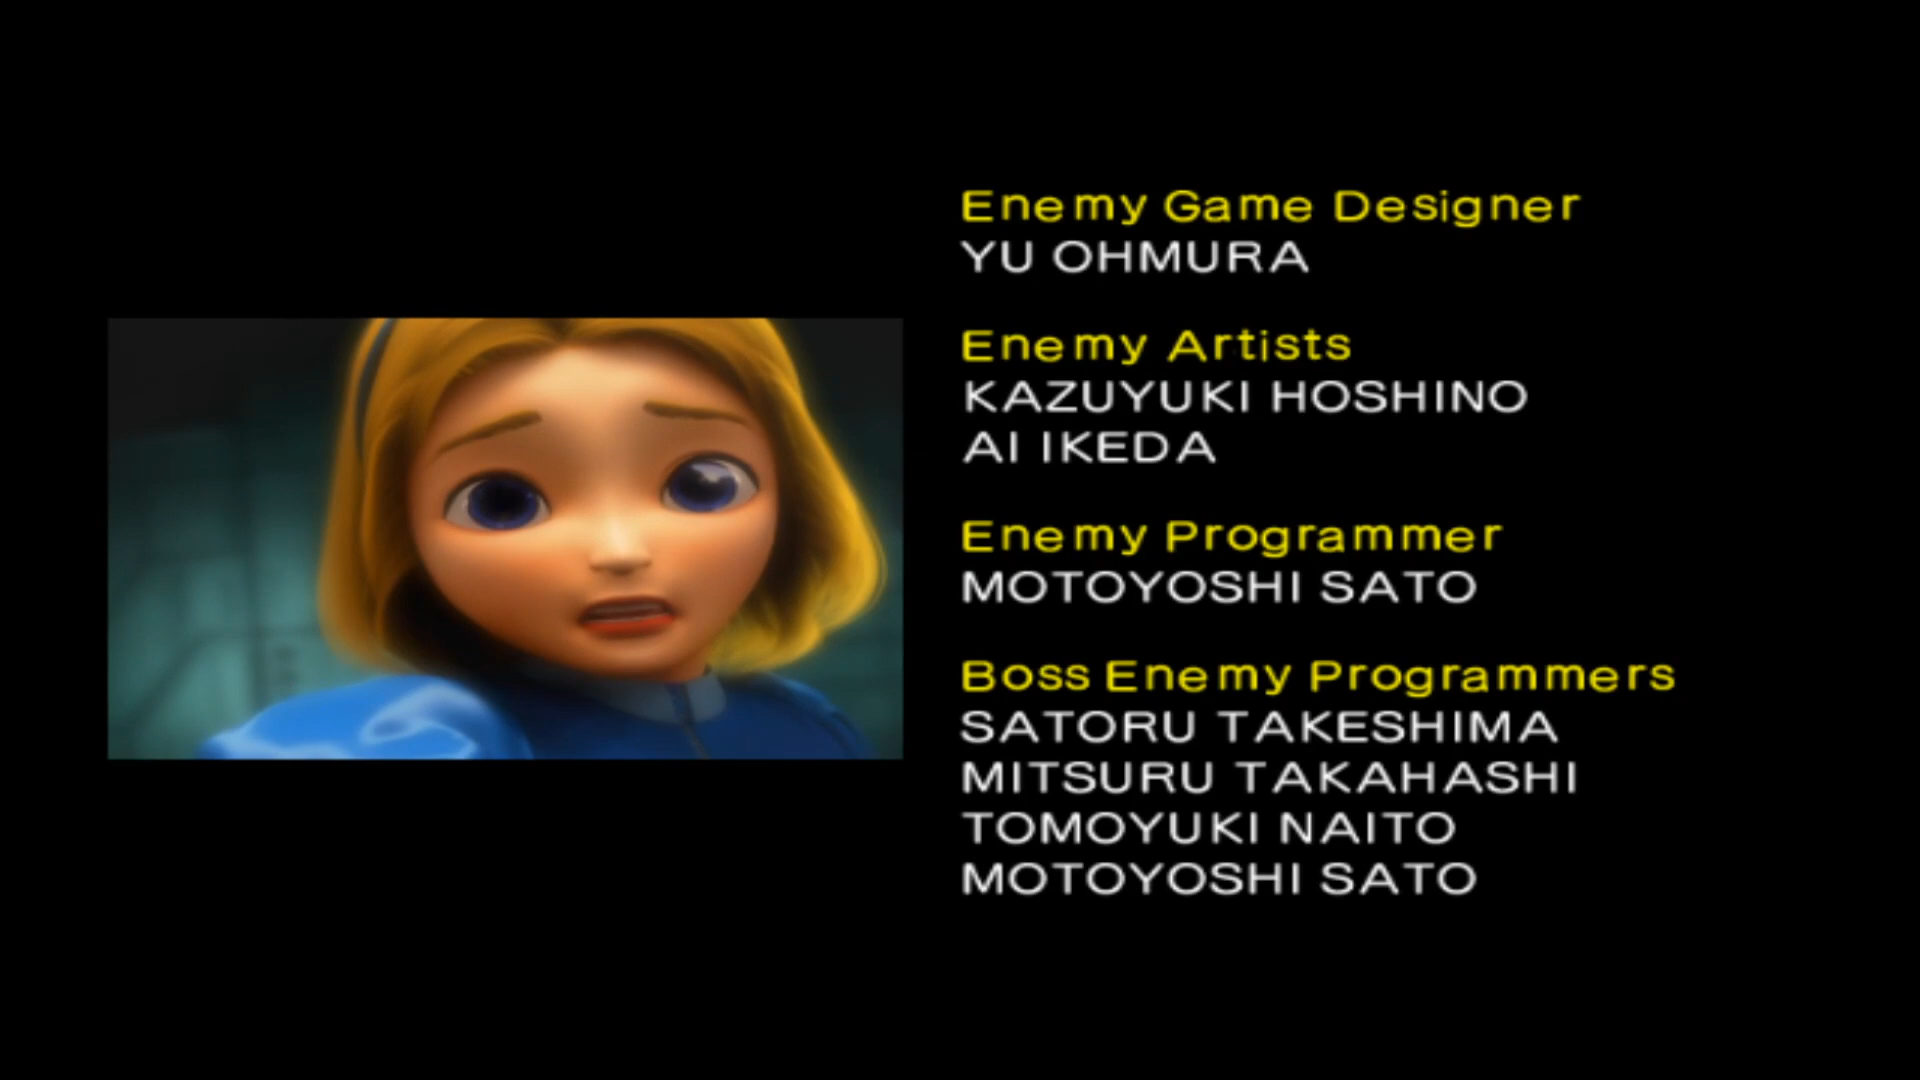 Enemy Game Designer
YU OHMURA
Enemy Artists
KAZUYUKI HOSHINO
AI IKEDA
Enemy Programmer
MOTOYOSHI SATO
Boss Enemy Programmers
SATORU TAKESHIMA
MITSURU TAKAHASHI
TOMOYUKI NAITO
MOTOYOSHI SATO